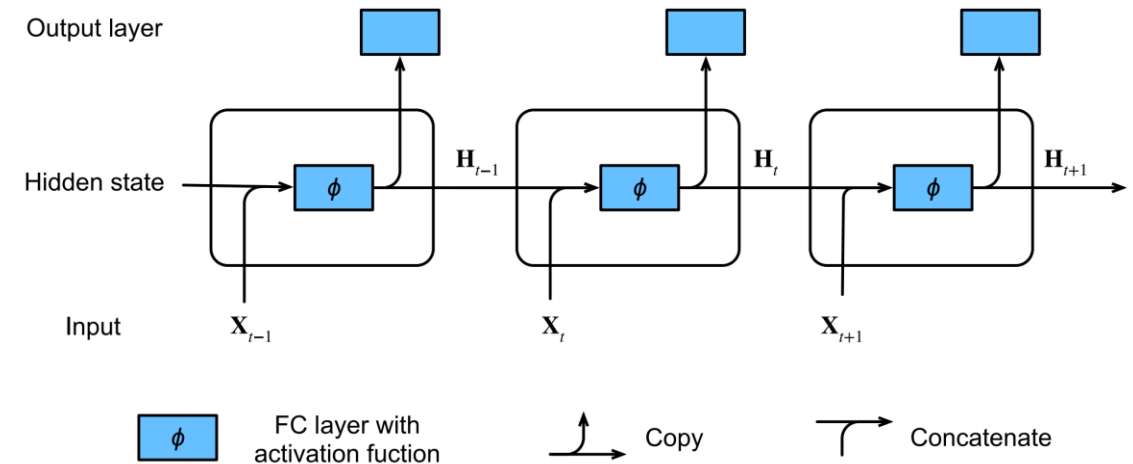 Output layer
Hidden state
ϕ
H_{t−1}
ϕ
H_t
ϕ
H_{t+1}
Input
X_{t−1}
X_t
X_{t+1}
ϕ
FC layer with
activation fuction
Copy
Concatenate